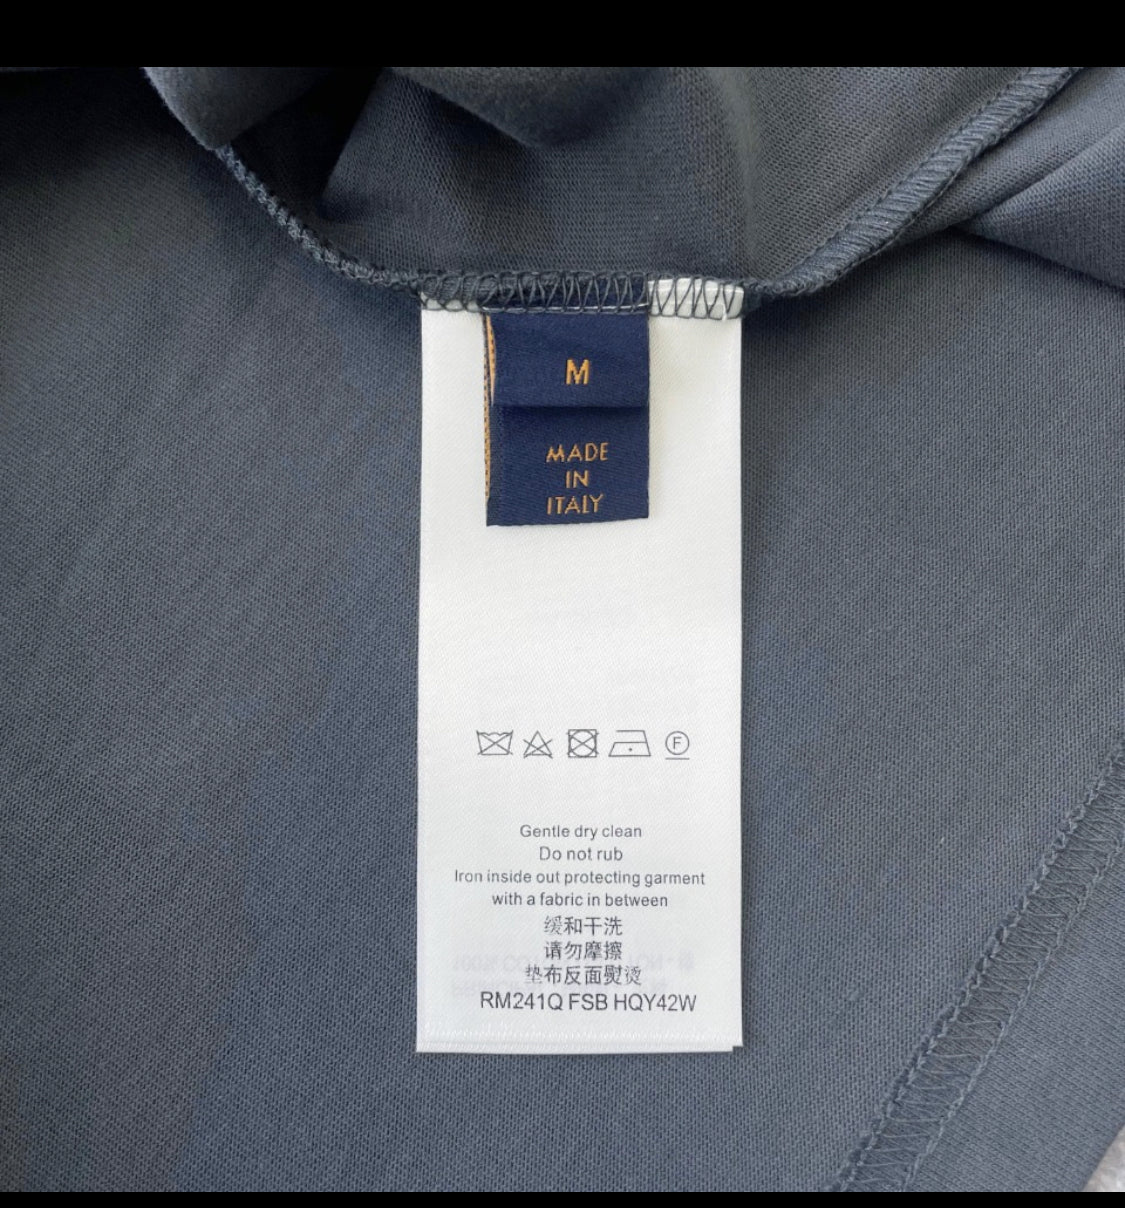 M
MADE
IN
ITALY
F
Gentle dry clean
Do not rub
Iron inside out protecting garment
with a fabric in between
缓和干洗
请勿摩擦
垫布反面熨烫
RM241Q FSB HQY42W